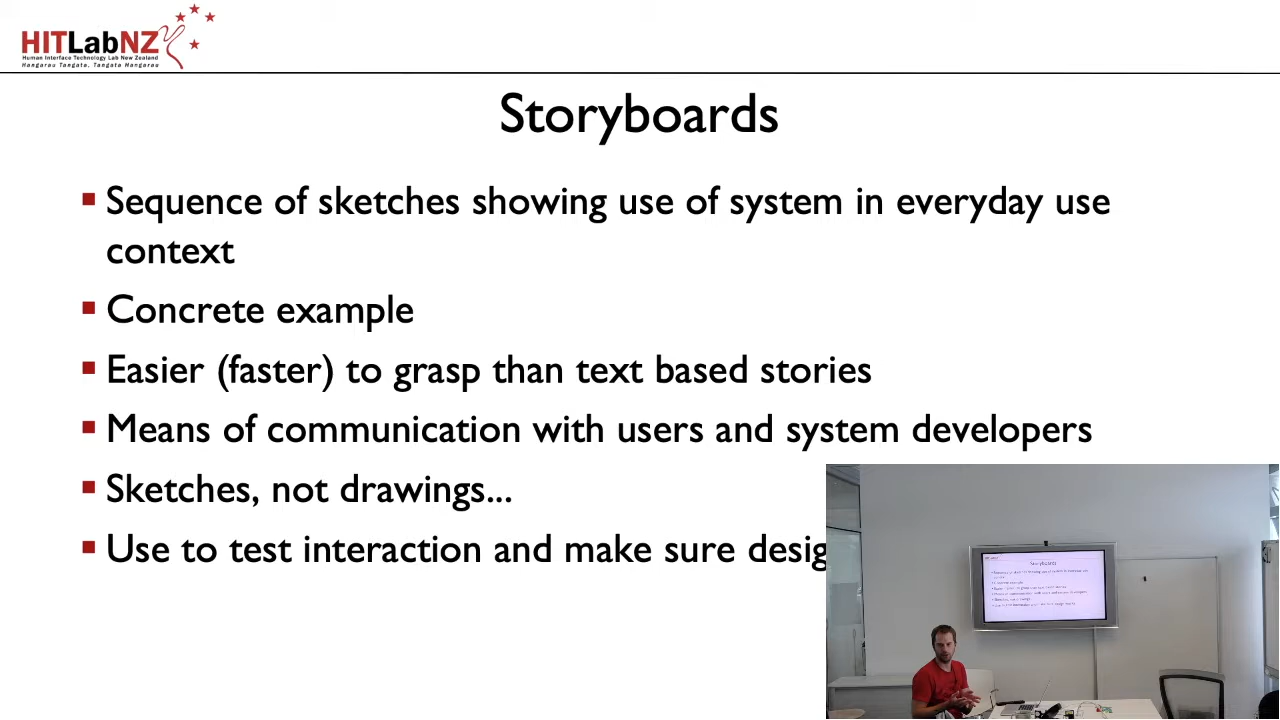 HITLabNZ
Human Interface Technology Lab New Zealand
Hangarau Tangata, Tangata Hangarau
Storyboards
Sequence of sketches showing use of system in everyday use
context
Concrete example
Easier (faster) to grasp than text based stories
Means of communication with users and system developers
Sketches, not drawings...
Use to test interaction and make sure desig
Storyboards